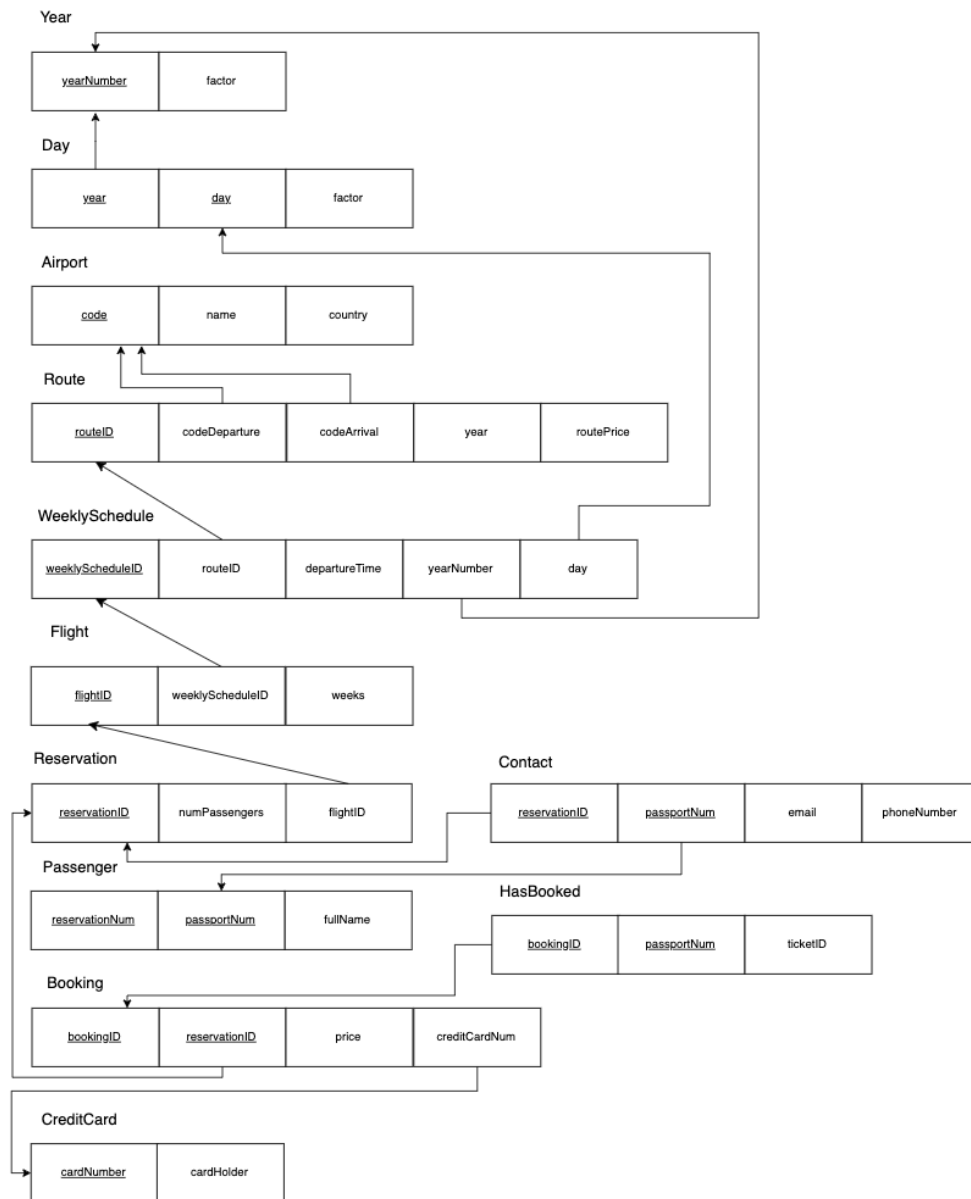 Year
yearNumber factor
Day
year day factor
Airport
code name country
Route
routeID codeDeparture codeArrival year routePrice
WeeklySchedule
weeklyScheduleID routeID departureTime yearNumber day
Flight
flightID weeklyScheduleID weeks
Reservation
reservationID numPassengers flightID
Contact
reservationID passportNum email phoneNumber
Passenger
reservationNum passportNum fullName
HasBooked
bookingID passportNum ticketID
Booking
bookingID reservationID price creditCardNum
CreditCard
cardNumber cardHolder